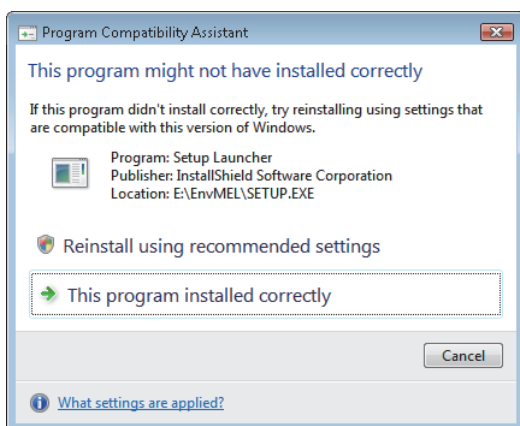 Program Compatibility Assistant
This program might not have installed correctly
If this program didn't install correctly, try reinstalling using settings that
are compatible with this version of Windows.
Program: Setup Launcher
Publisher: InstallShield Software Corporation
Location: E:\EnvMEL\SETUP.EXE
Reinstall using recommended settings
This program installed correctly
Cancel
What settings are applied?